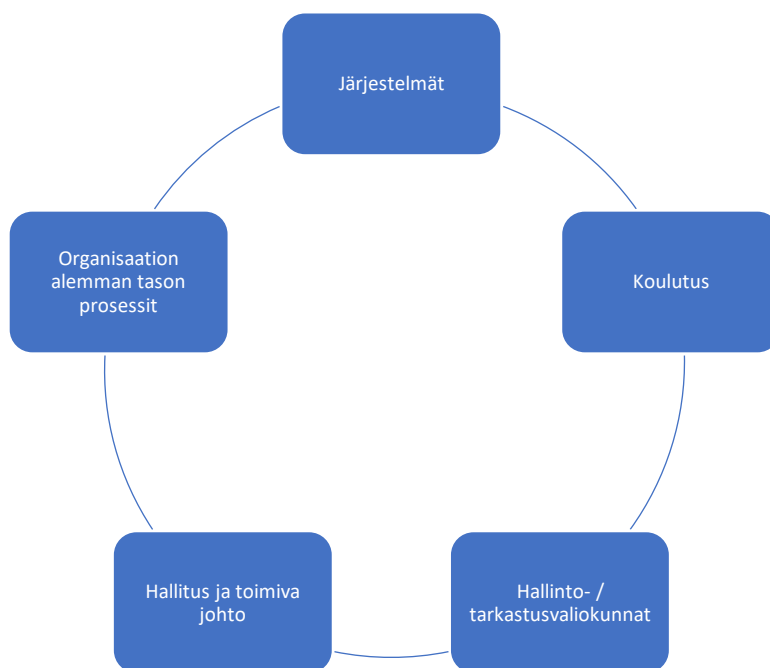 Järjestelmät
Koulutus
Hallinto- /
tarkastusvaliokunnat
Hallitus ja toimiva
johto
Organisaation
alemman tason
prosessit